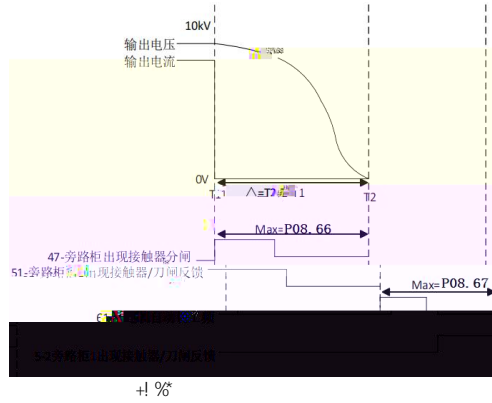 10kV
输出电压
输出电流
0V
T1
T2
Max=P08.66
47-旁路柜出现接触器分闸
51-旁路柜 出现接触器/刀闸反馈
Max=P08.67
旁路柜 出现接触器/刀闸反馈
+! %*